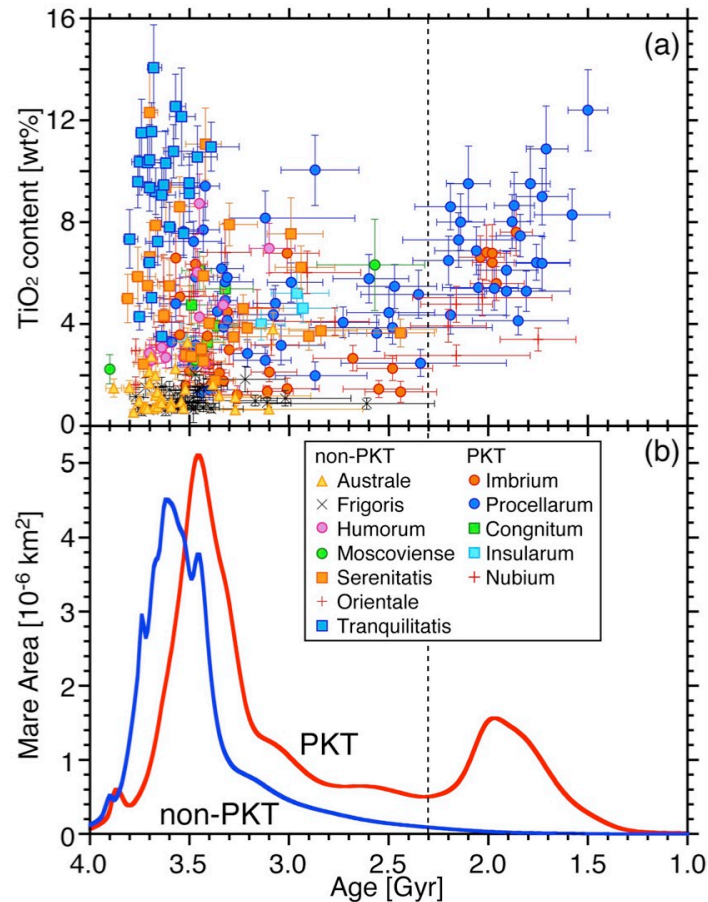 (a)
16
12
8
4
0
TiO2 content [wt%]
(b)
5
4
3
2
1
0
Mare Area [10-6 km2]
non-PKT PKT
Australe Imbrium
Frigoris Procellarum
Humorum Congnitum
Moscoviense Insularum
Serenitatis Nubium
Orientale
Tranquilitatis
PKT
non-PKT
4.0 3.5 3.0 2.5 2.0 1.5 1.0
Age [Gyr]